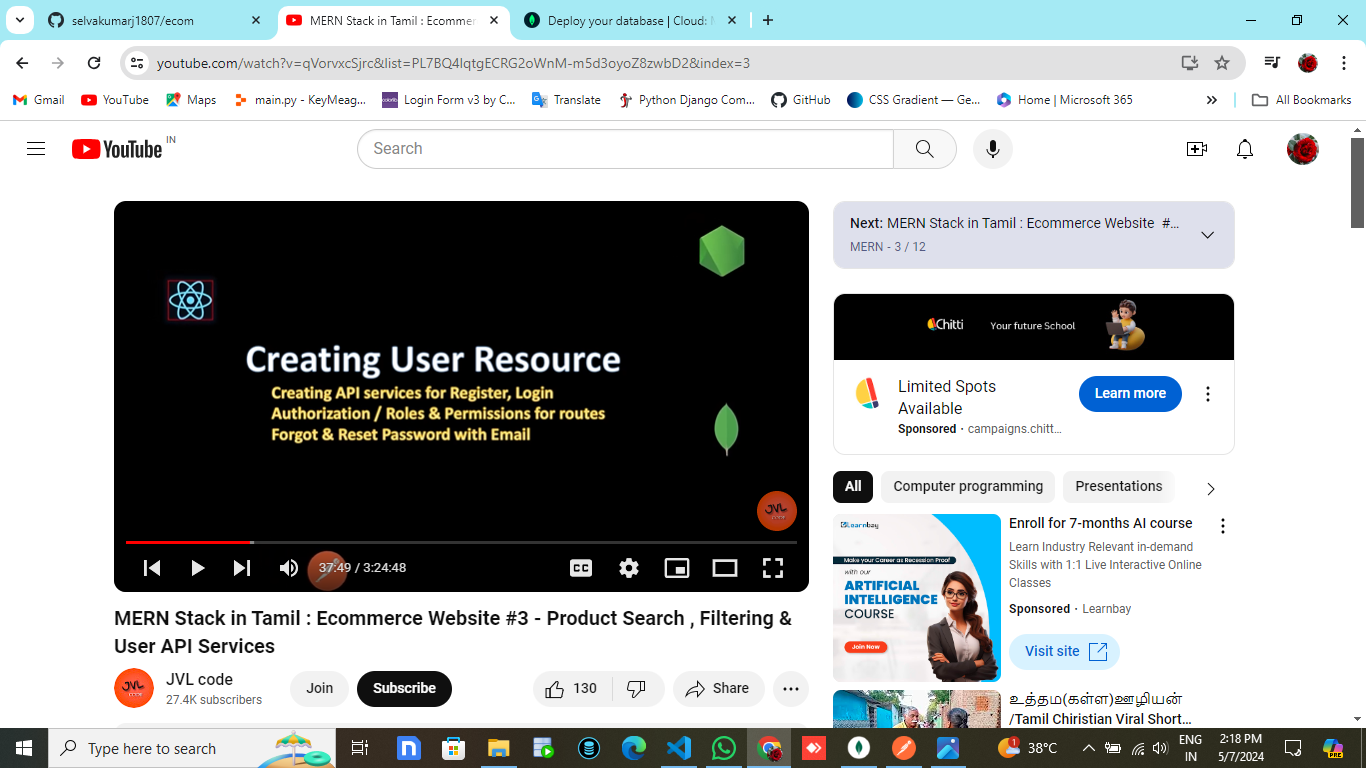 selvakumarj1807/ecom
MERN Stack in Tamil : Ecommer
Deploy your database | Cloud: M
youtube.com/watch?v=qVorvxcSjrc&list=PL7BQ4lqtgECRG2oWnM-m5d3oyoZ8zwbD2&index=3
Gmail
YouTube
Maps
main.py - KeyMeag...
Login Form v3 by C...
Translate
Python Django Com...
GitHub
CSS Gradient — Ge...
Home | Microsoft 365
All Bookmarks
YouTube
IN
Search
Creating User Resource
Creating API services for Register, Login
Authorization / Roles & Permissions for routes
Forgot & Reset Password with Email
JVL
CODE
CC
37:49 / 3:24:48
MERN Stack in Tamil : Ecommerce Website #3 - Product Search , Filtering &
User API Services
JVL
CODE
JVL code
27.4K subscribers
Join
Subscribe
130
Share
Next: MERN Stack in Tamil : Ecommerce Website #...
MERN - 3 / 12
Chitti
Your future School
Limited Spots
Available
Sponsored · campaigns.chitt...
Learn more
All
Computer programming
Presentations
Learnbay
Make your Career as Recession Proof
with our
ARTIFICIAL
INTELLIGENCE
COURSE
Join Now
Enroll for 7-months AI course
Learn Industry Relevant in-demand
Skills with 1:1 Live Interactive Online
Classes
Sponsored · Learnbay
Visit site
உத்தம(கள்ள)ஊழியன்
/Tamil Chiristian Viral Short...
Type here to search
1
38°C
ENG
IN
2:18 PM
5/7/2024
PRE